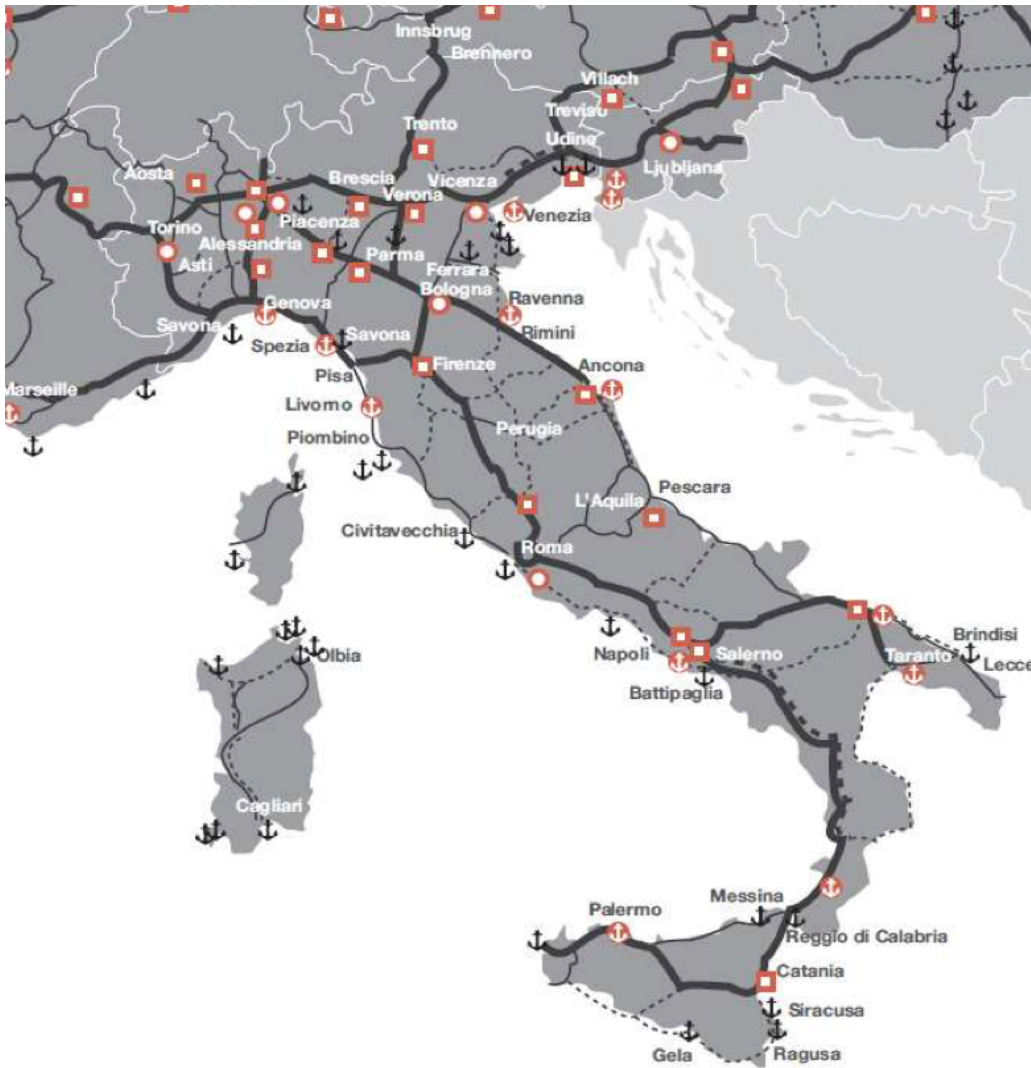 Innsbrug
Brennero
Villach
Treviso
Trento
Udine
Ljubljana
Aosta
Brescia
Vicenza
Verona
Venezia
Piacenza
Torino
Alessandria
Parma
Asti
Ferrara
Bologna
Ravenna
Genova
Savona
Savona
Rimini
Spezia
Firenze
Ancona
Pisa
Marseille
Livorno
Perugia
Piombino
Pescara
L'Aquila
Civitavecchia
Roma
Brindisi
Napoli
Salerno
Taranto
Lecce
Olbia
Battipaglia
Cagliari
Messina
Palermo
Reggio di Calabria
Catania
Siracusa
Gela
Ragusa